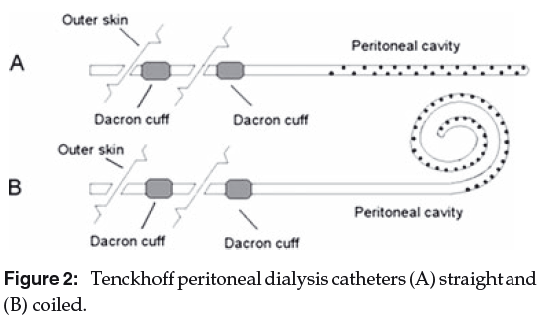 Outer skin
Peritoneal cavity
A
Dacron cuff
Dacron cuff
Outer skin
B
Peritoneal cavity
Dacron cuff
Dacron cuff
Figure 2: Tenckhoff peritoneal dialysis catheters (A) straight and
(B) coiled.